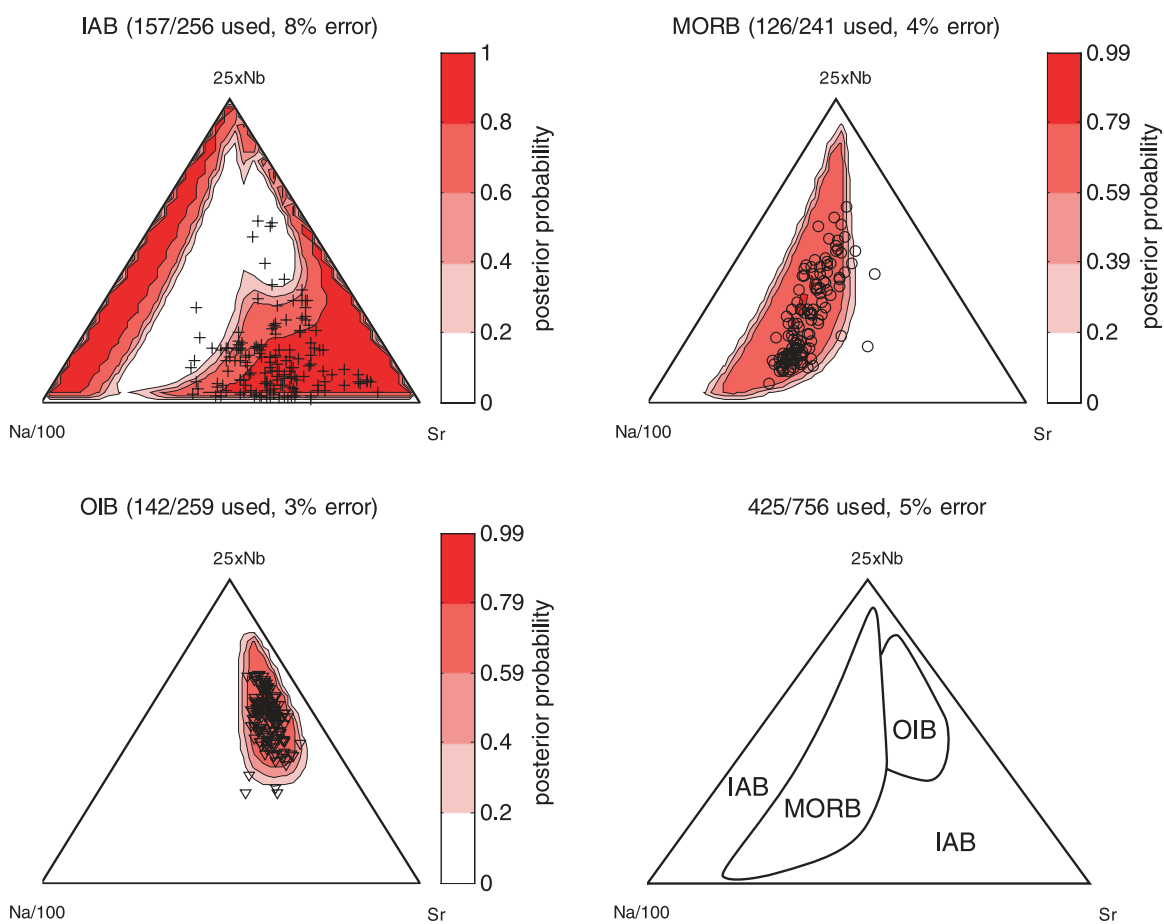 IAB (157/256 used, 8% error)
25xNb
Na/100
Sr
1
0.8
0.6
0.4
0.2
0
posterior probability
MORB (126/241 used, 4% error)
25xNb
Na/100
Sr
0.99
0.79
0.59
0.39
0.2
0
posterior probability
OIB (142/259 used, 3% error)
25xNb
Na/100
Sr
0.99
0.79
0.59
0.4
0.2
0
posterior probability
425/756 used, 5% error
25xNb
OIB
IAB
MORB
IAB
Na/100
Sr